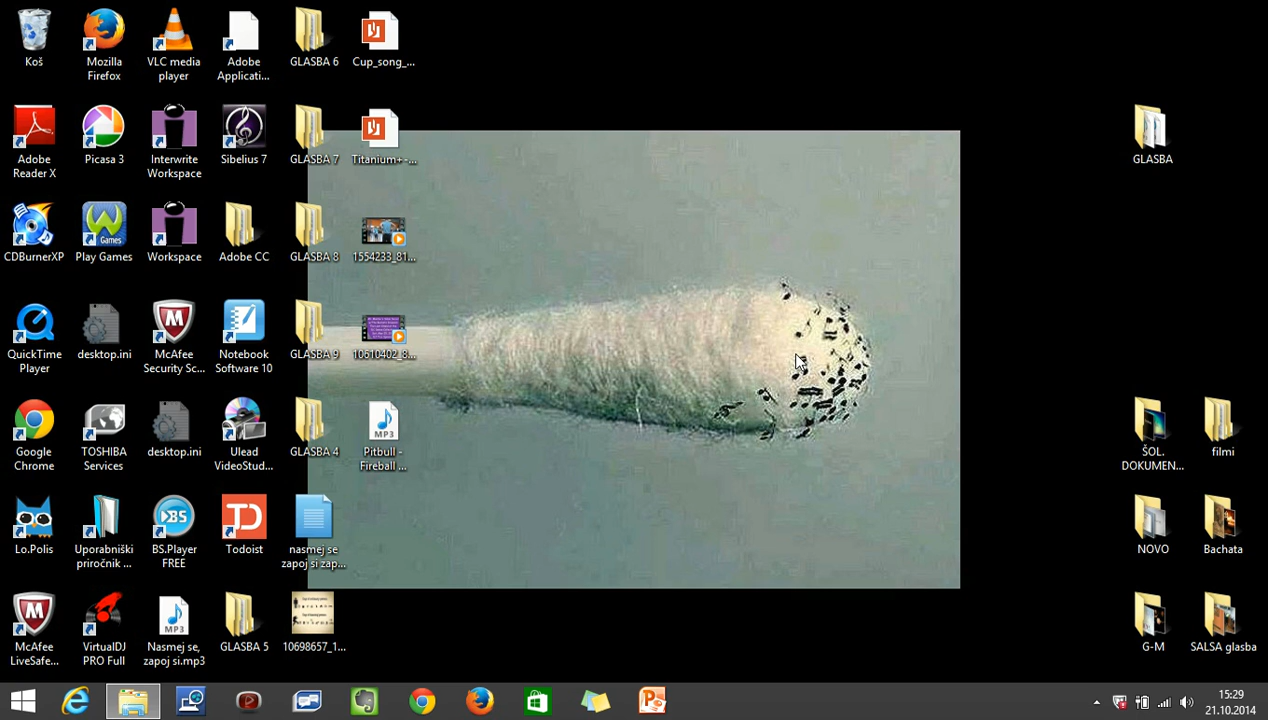 Koš
Mozilla
Firefox
VLC media
player
Adobe
Applicati...
GLASBA 6
Cup_song_...
Adobe
Reader X
Picasa 3
Interwrite
Workspace
Sibelius 7
GLASBA 7
Titanium+-...
GLASBA
CDBurnerXP
Games
Play Games
Workspace
Adobe CC
GLASBA 8
1554233_81...
QuickTime
Player
desktop.ini
McAfee
Security Sc...
Notebook
Software 10
GLASBA 9
10610402_8...
Google
Chrome
TOSHIBA
Services
desktop.ini
Ulead
VideoStud...
GLASBA 4
MP3
Pitbull -
Fireball ...
ŠOL.
DOKUMEN...
filmi
Lo.Polis
Uporabniški
priročnik ...
BS
BS.Player
FREE
Todoist
nasmej se
zapoj si zap...
NOVO
Bachata
McAfee
LiveSafe...
VirtualDJ
PRO Full
MP3
Nasmej se,
zapoj si.mp3
GLASBA 5
10698657_1...
G-M
SALSA glasba
15:29
21.10.2014